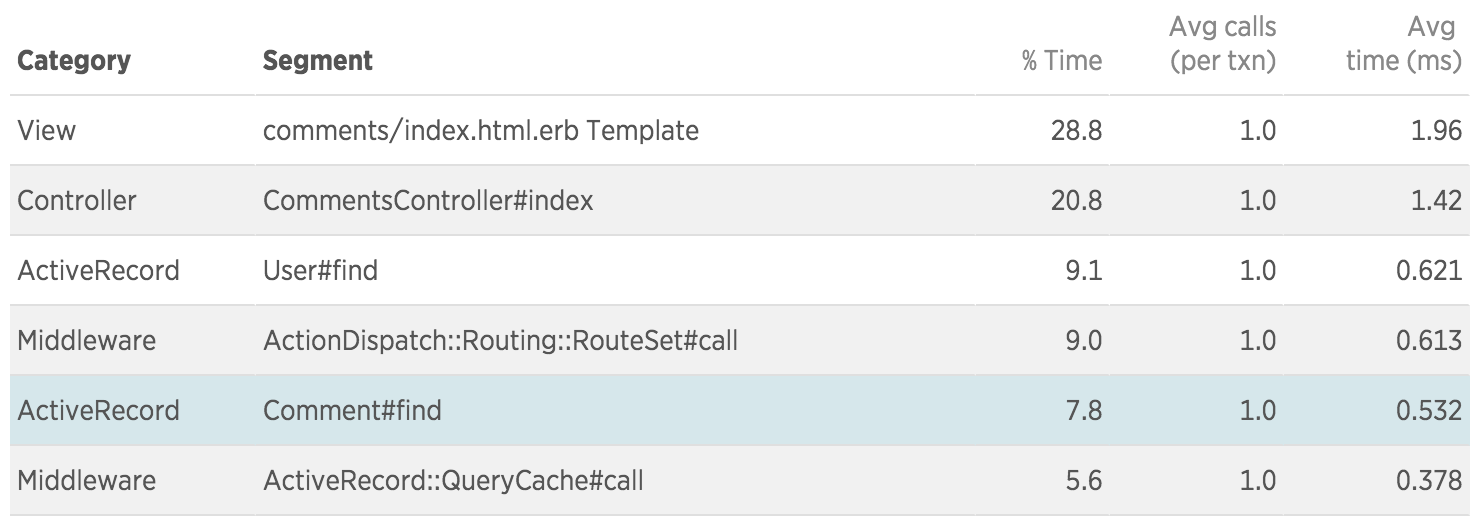 Category Segment % Time Avg calls (per txn) Avg time (ms)
View comments/index.html.erb Template 28.8 1.0 1.96
Controller CommentsController#index 20.8 1.0 1.42
ActiveRecord User#find 9.1 1.0 0.621
Middleware ActionDispatch::Routing::RouteSet#call 9.0 1.0 0.613
ActiveRecord Comment#find 7.8 1.0 0.532
Middleware ActiveRecord::QueryCache#call 5.6 1.0 0.378